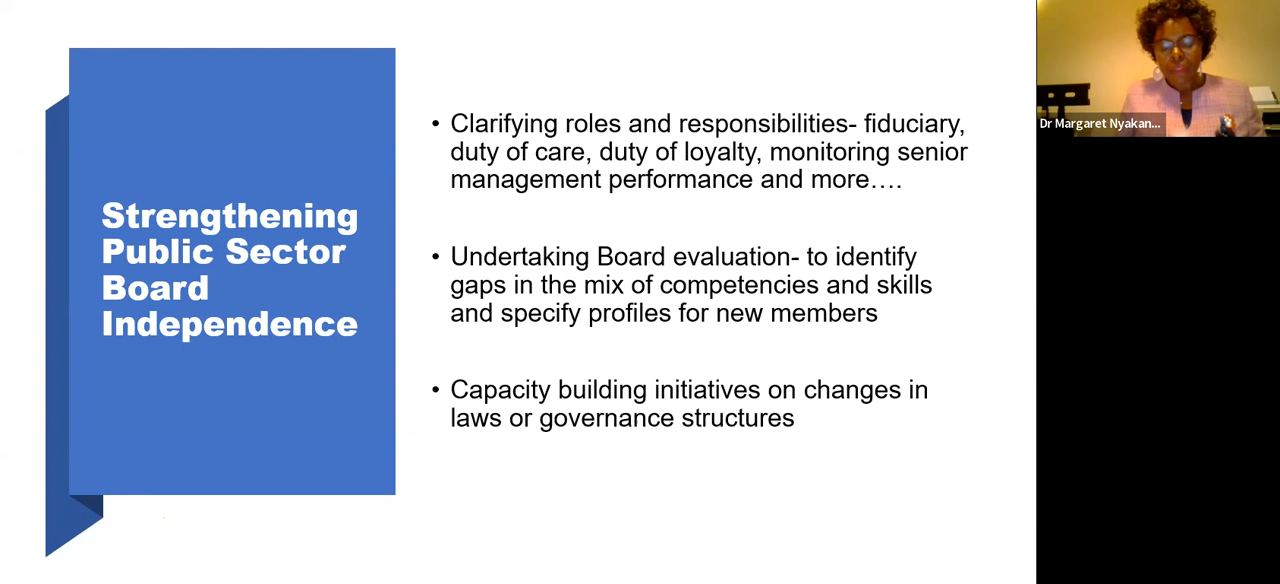 Strengthening
Public Sector
Board
Independence
• Clarifying roles and responsibilities- fiduciary,
duty of care, duty of loyalty, monitoring senior
management performance and more….
• Undertaking Board evaluation- to identify
gaps in the mix of competencies and skills
and specify profiles for new members
• Capacity building initiatives on changes in
laws or governance structures
Dr Margaret Nyakan...